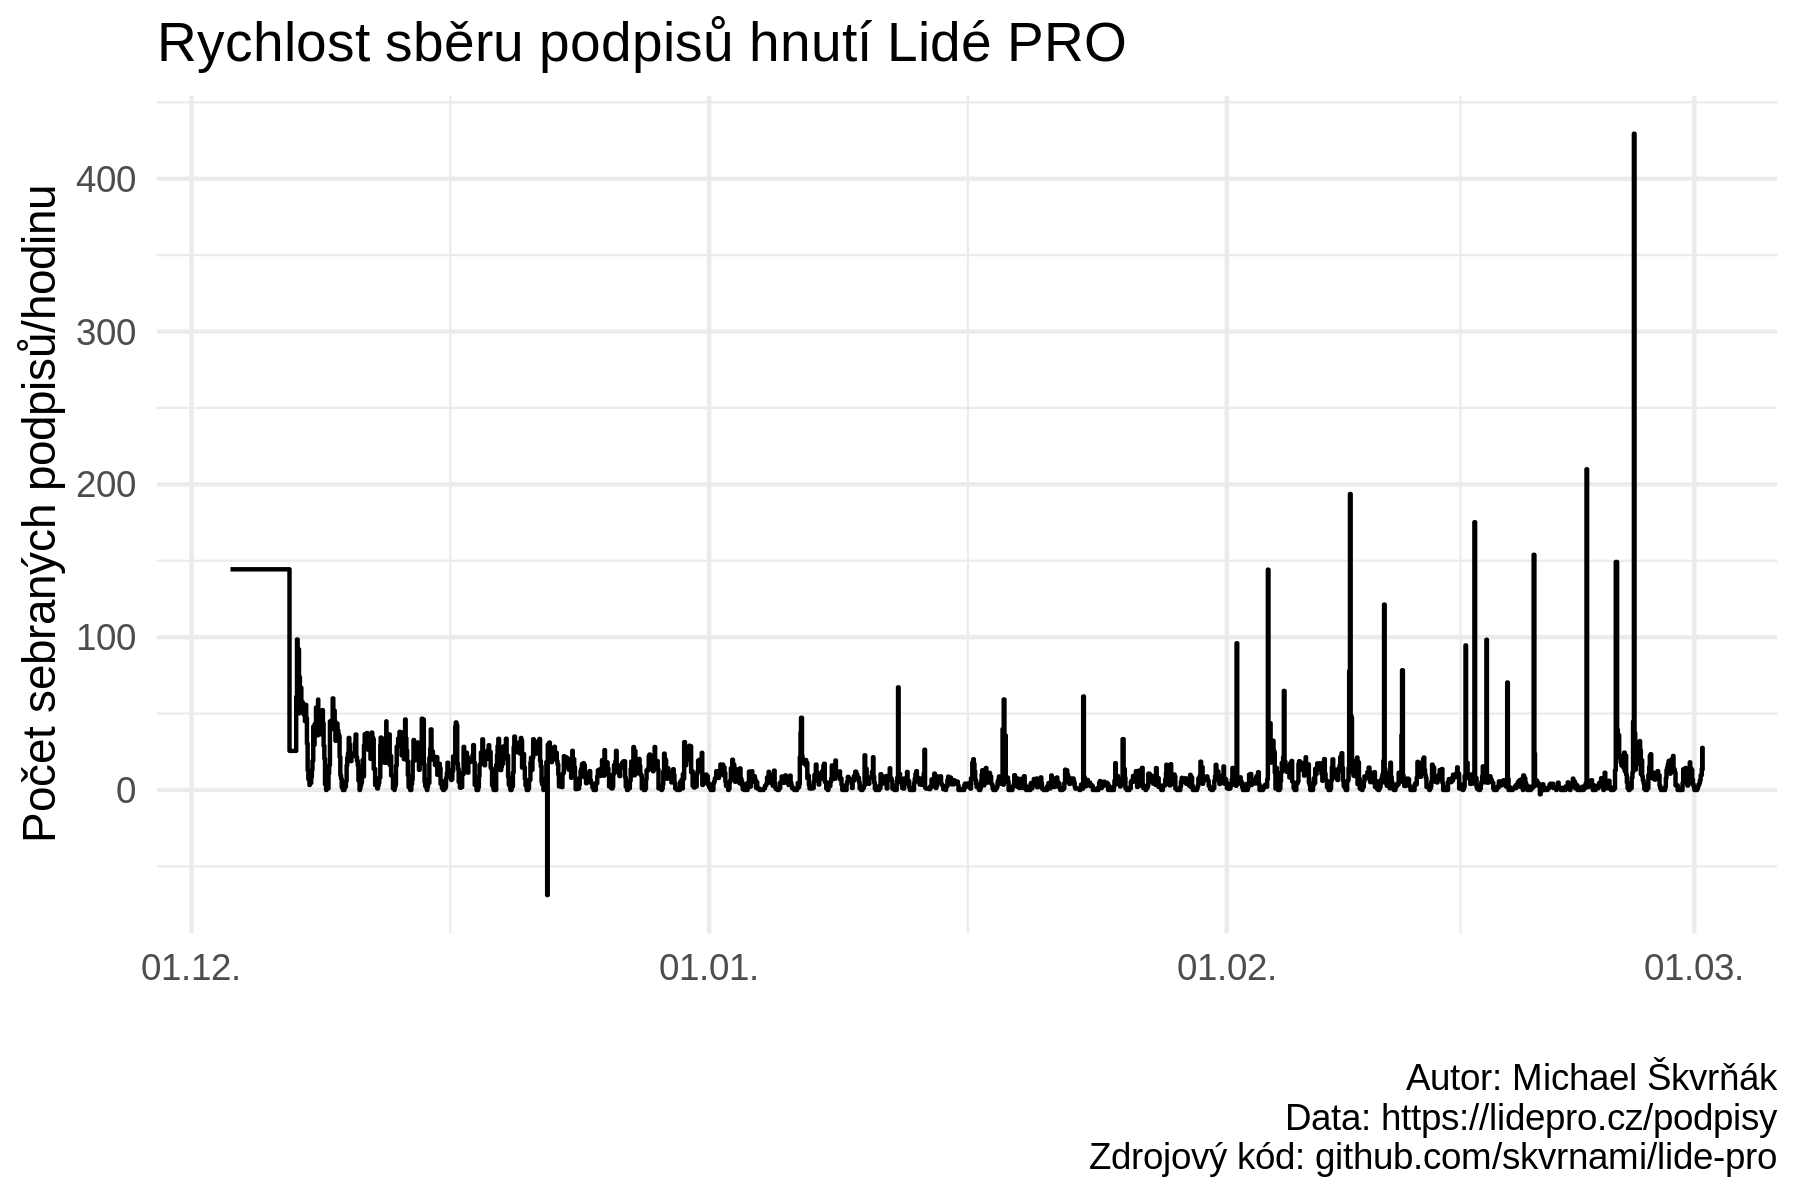 Rychlost sběru podpisů hnutí Lidé PRO
Počet sebraných podpisů/hodinu
400
300
200
100
0
01.12.
01.01.
01.02.
01.03.
Autor: Michael Škvrňák
Data: https://lidepro.cz/podpisy
Zdrojový kód: github.com/skvrnami/lide-pro